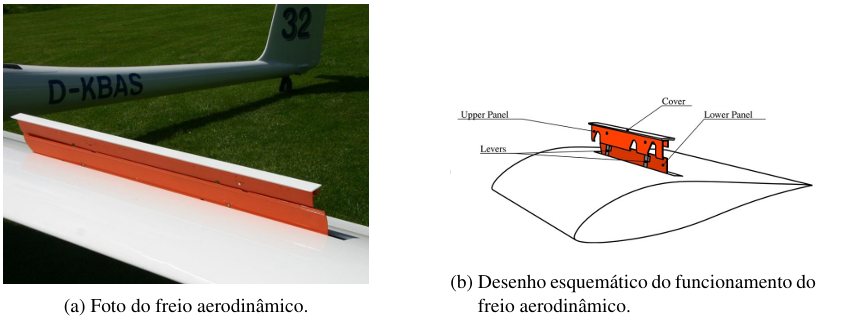 32
D-KBAS
(a) Foto do freio aerodinâmico.
Cover
Upper Panel
Lower Panel
Levers
(b) Desenho esquemático do funcionamento do
freio aerodinâmico.